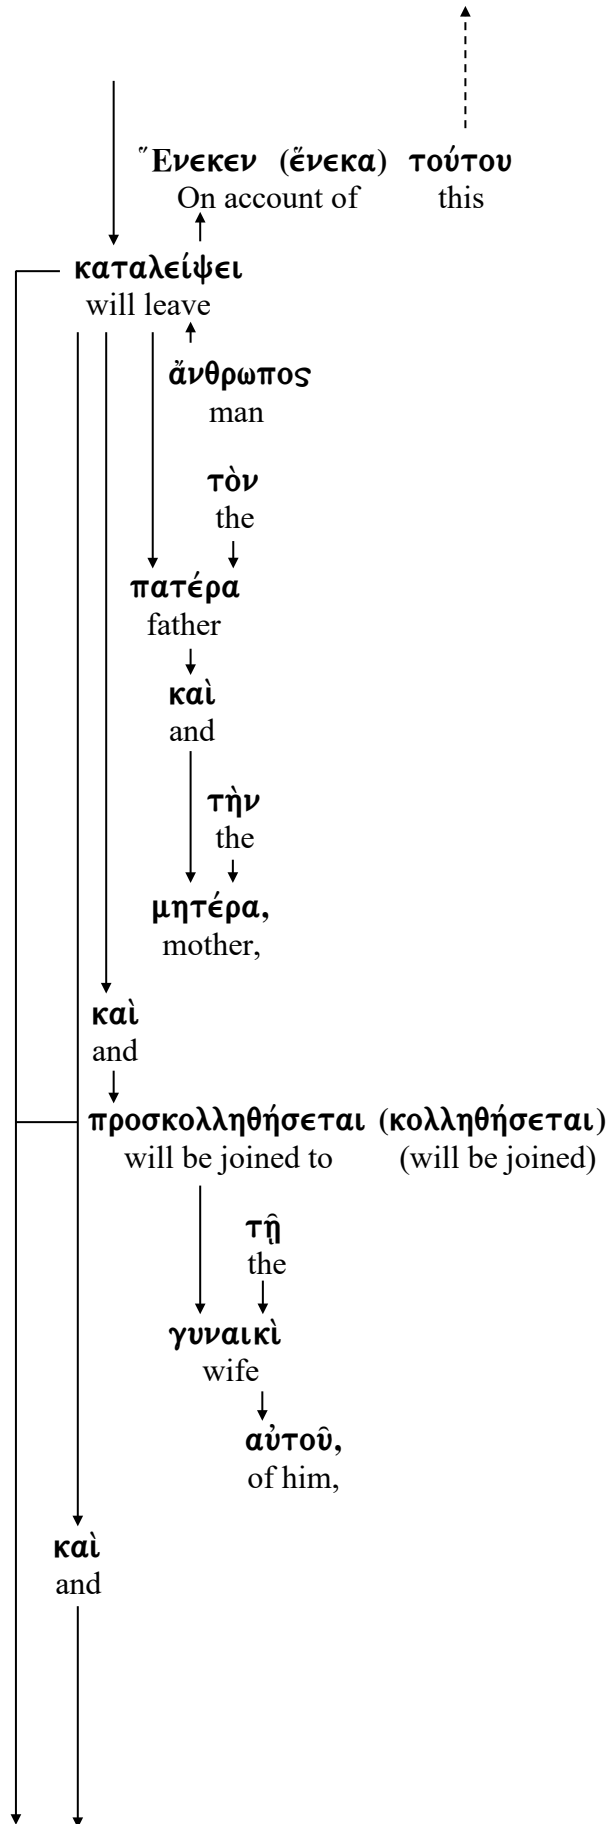 ῞Ενεκεν (ἕνεκα) τούτου
On account of this
καταλείψει
will leave
ἄνθρωπος
man
τὸν
the
πατέρα
father
καὶ
and
τὴν
the
μητέρα,
mother,
καὶ
and
προσκολληθήσεται (κολληθήσεται)
will be joined to (will be joined)
τῇ
the
γυναικὶ
wife
αὐτοῦ,
of him,
καὶ
and